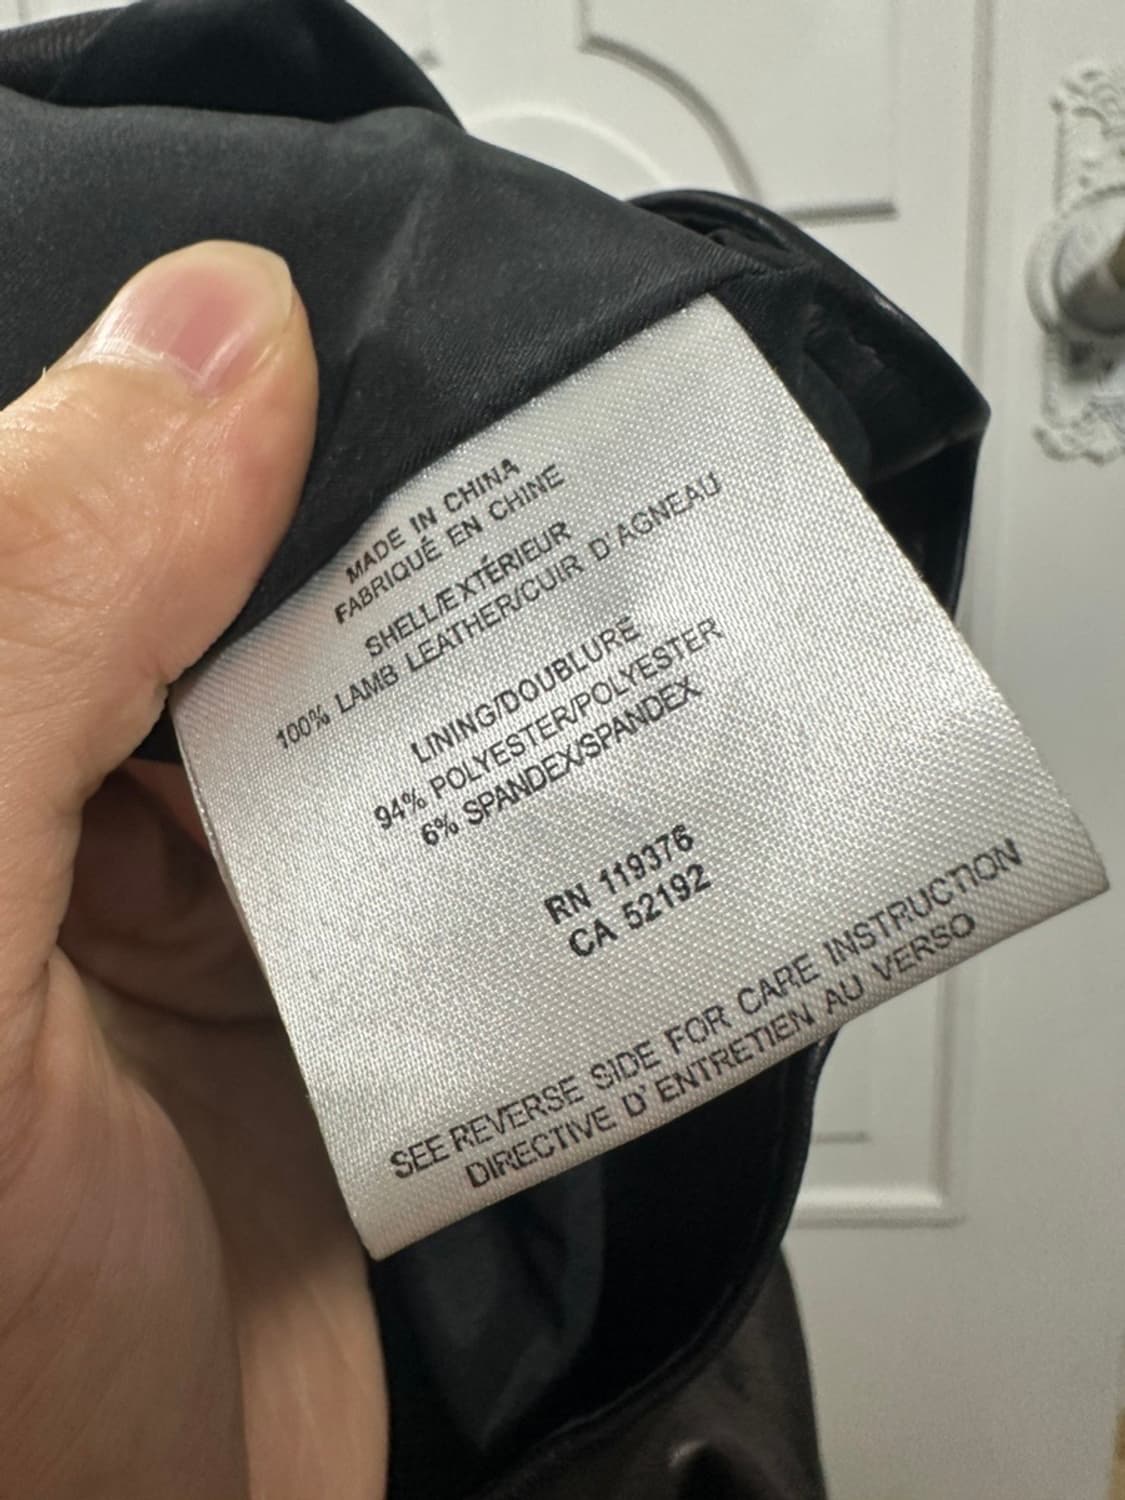 MADE IN CHINA
FABRIQUÉ EN CHINE
SHELL/EXTÉRIEUR
100% LAMB LEATHER/CUIR D'AGNEAU
LINING/DOUBLURE
94% POLYESTER/POLYESTER
6% SPANDEX/SPANDEX
RN 119376
CA 52192
SEE REVERSE SIDE FOR CARE INSTRUCTION
DIRECTIVE D'ENTRETIEN AU VERSO